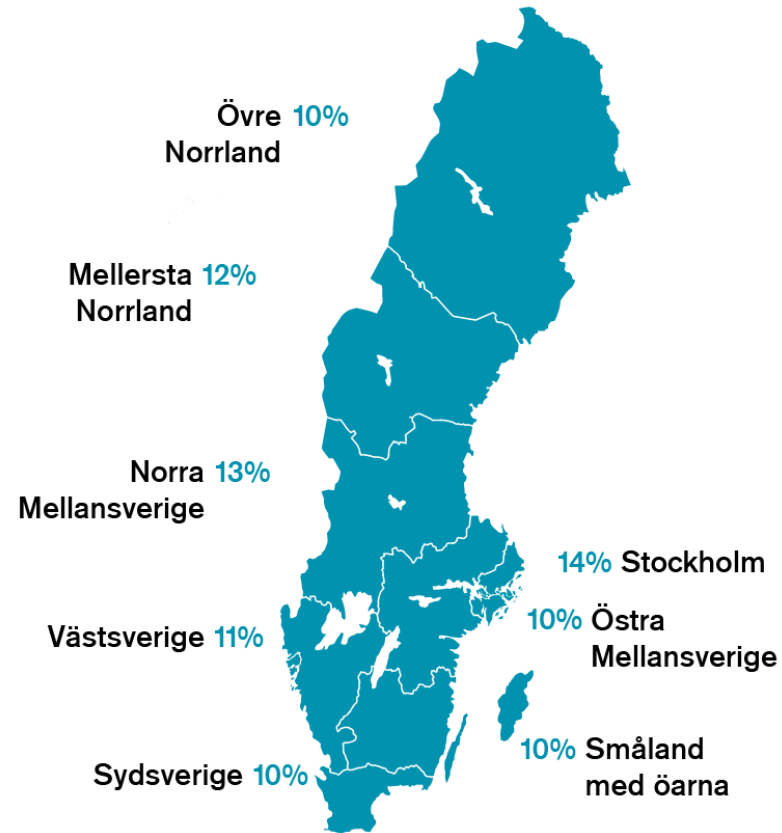 Övre 10%
Norrland
Mellersta 12%
Norrland
Norra 13%
Mellansverige
14% Stockholm
10% Östra
Mellansverige
Västsverige 11%
10% Småland
med öarna
Sydsverige 10%